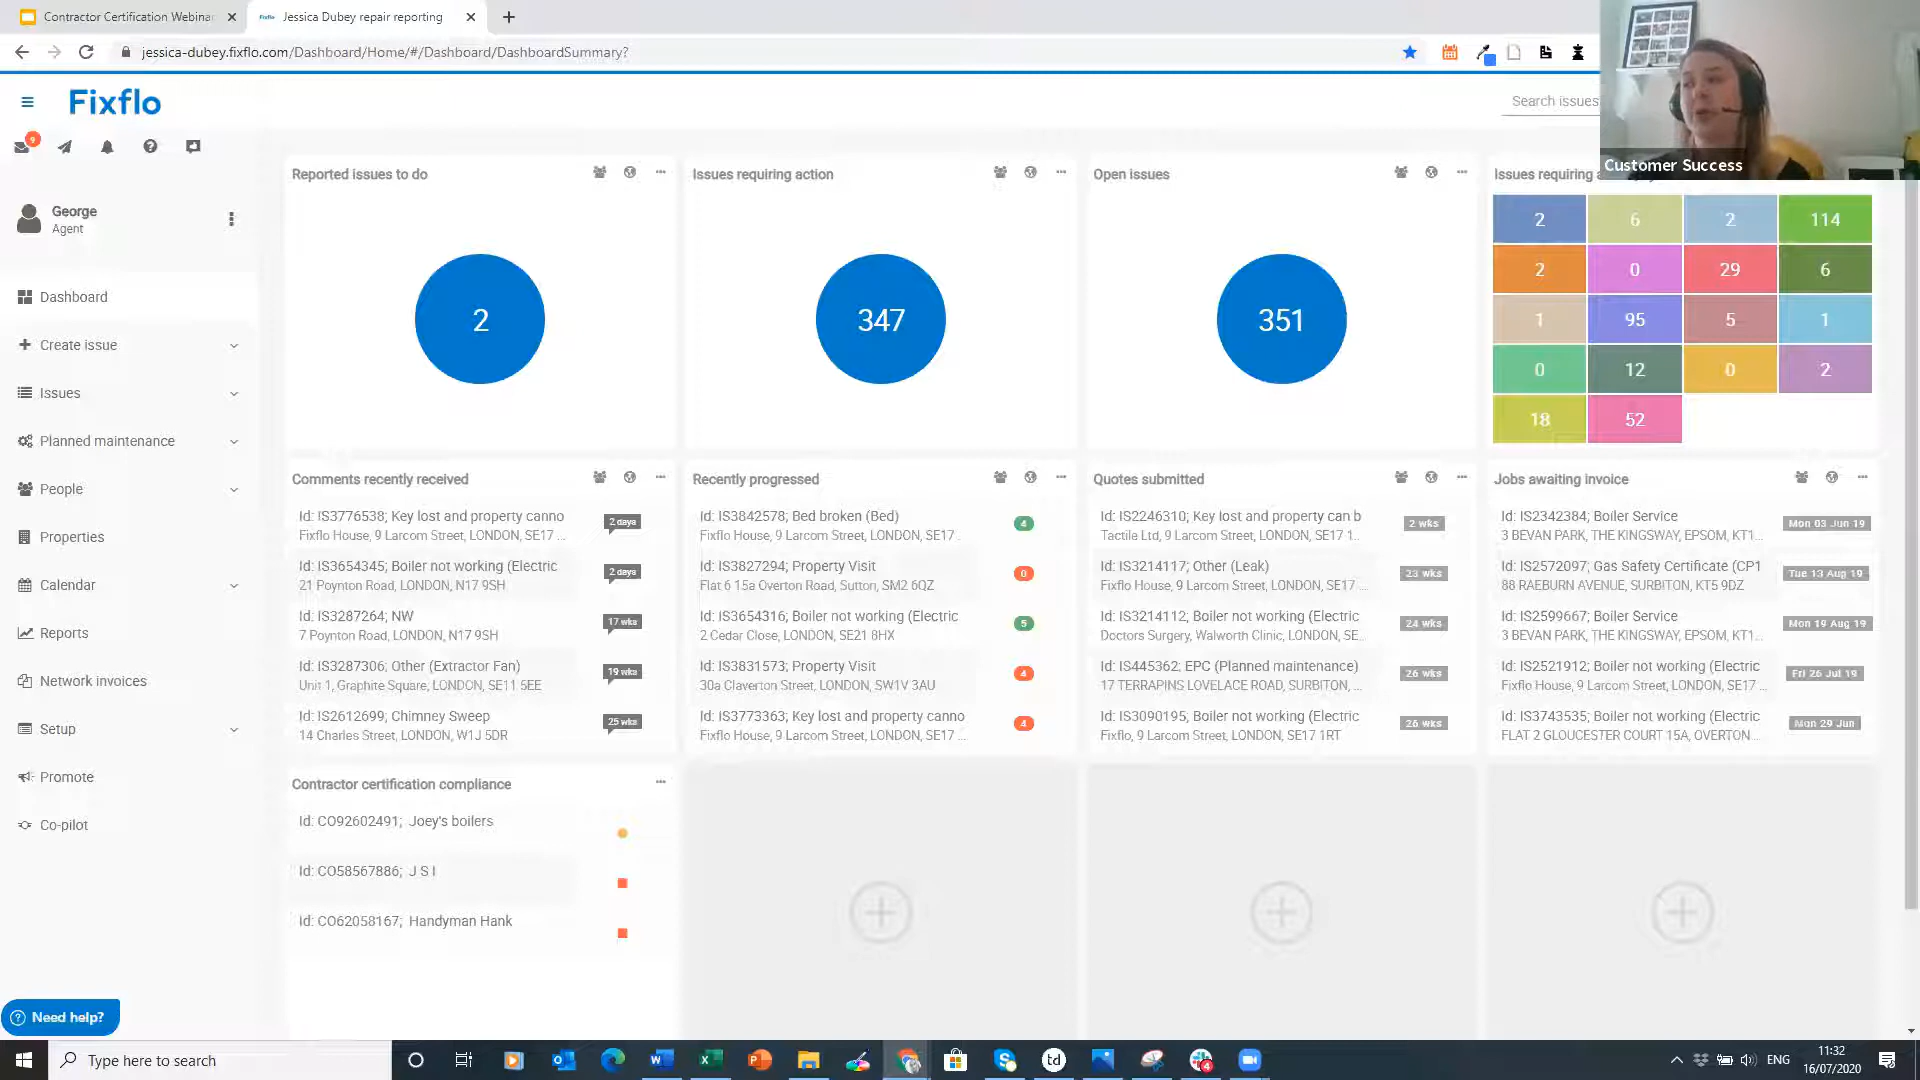 Contractor Certification Webinar
Fixflo Jessica Dubey repair reporting
jessica-dubey.fixflo.com/Dashboard/Home/#/Dashboard/DashboardSummary?
Fixflo
Search issues
Customer Success
9
George
Agent
Dashboard
Create issue
Issues
Planned maintenance
People
Properties
Calendar
Reports
Network invoices
Setup
Promote
Co-pilot
Need help?
Reported issues to do
2
Issues requiring action
347
Open issues
351
Issues requiring a
2 6 2 114
2 0 29 6
1 95 5 1
0 12 0 2
18 52
Comments recently received
Id: IS3776538; Key lost and property canno
Fixflo House, 9 Larcom Street, LONDON, SE17 ...
2 days
Id: IS3654345; Boiler not working (Electric
21 Poynton Road, LONDON, N17 9SH
2 days
Id: IS3287264; NW
7 Poynton Road, LONDON, N17 9SH
17 wks
Id: IS3287306; Other (Extractor Fan)
Unit 1, Graphite Square, LONDON, SE11 5EE
19 wks
Id: IS2612699; Chimney Sweep
14 Charles Street, LONDON, W1J 5DR
25 wks
Recently progressed
Id: IS3842578; Bed broken (Bed)
Fixflo House, 9 Larcom Street, LONDON, SE17 .
4
Id: IS3827294; Property Visit
Flat 6 15a Overton Road, Sutton, SM2 6QZ
0
Id: IS3654316; Boiler not working (Electric
2 Cedar Close, LONDON, SE21 8HX
5
Id: IS3831573; Property Visit
30a Claverton Street, LONDON, SW1V 3AU
4
Id: IS3773363; Key lost and property canno
Fixflo House, 9 Larcom Street, LONDON, SE17 ...
4
Quotes submitted
Id: IS2246310; Key lost and property can b
Tactile Ltd, 9 Larcom Street, LONDON, SE17 1...
2 wks
Id: IS3214117; Other (Leak)
Fixflo House, 9 Larcom Street, LONDON, SE17 ...
23 wks
Id: IS3214112; Boiler not working (Electric
Doctors Surgery, Walworth Clinic, LONDON, SE...
24 wks
Id: IS445362; EPC (Planned maintenance)
17 TERRAPINS LOVELACE ROAD, SURBITON, ...
26 wks
Id: IS3090195; Boiler not working (Electric
Fixflo, 9 Larcom Street, LONDON, SE17 1RT
26 wks
Jobs awaiting invoice
Id: IS2342384; Boiler Service
3 BEVAN PARK, THE KINGSWAY, EPSOM, KT1...
Mon 03 Jun 19
Id: IS2572097; Gas Safety Certificate (CP1
88 RAEBURN AVENUE, SURBITON, KT5 9DZ
Tue 13 Aug 19
Id: IS2599667; Boiler Service
3 BEVAN PARK, THE KINGSWAY, EPSOM, KT1...
Mon 19 Aug 19
Id: IS2521912; Boiler not working (Electric
Fixflo House, 9 Larcom Street, LONDON, SE17 ...
Fri 26 Jul 19
Id: IS3743535; Boiler not working (Electric
FLAT 2 GLOUCESTER COURT 15A, OVERTON ...
Mon 29 Jun
Contractor certification compliance
Id: CO92602491; Joey's boilers
Id: CO58567886; J S I
Id: CO62058167; Handyman Hank
Type here to search
td
4
ENG
11:32
16/07/2020